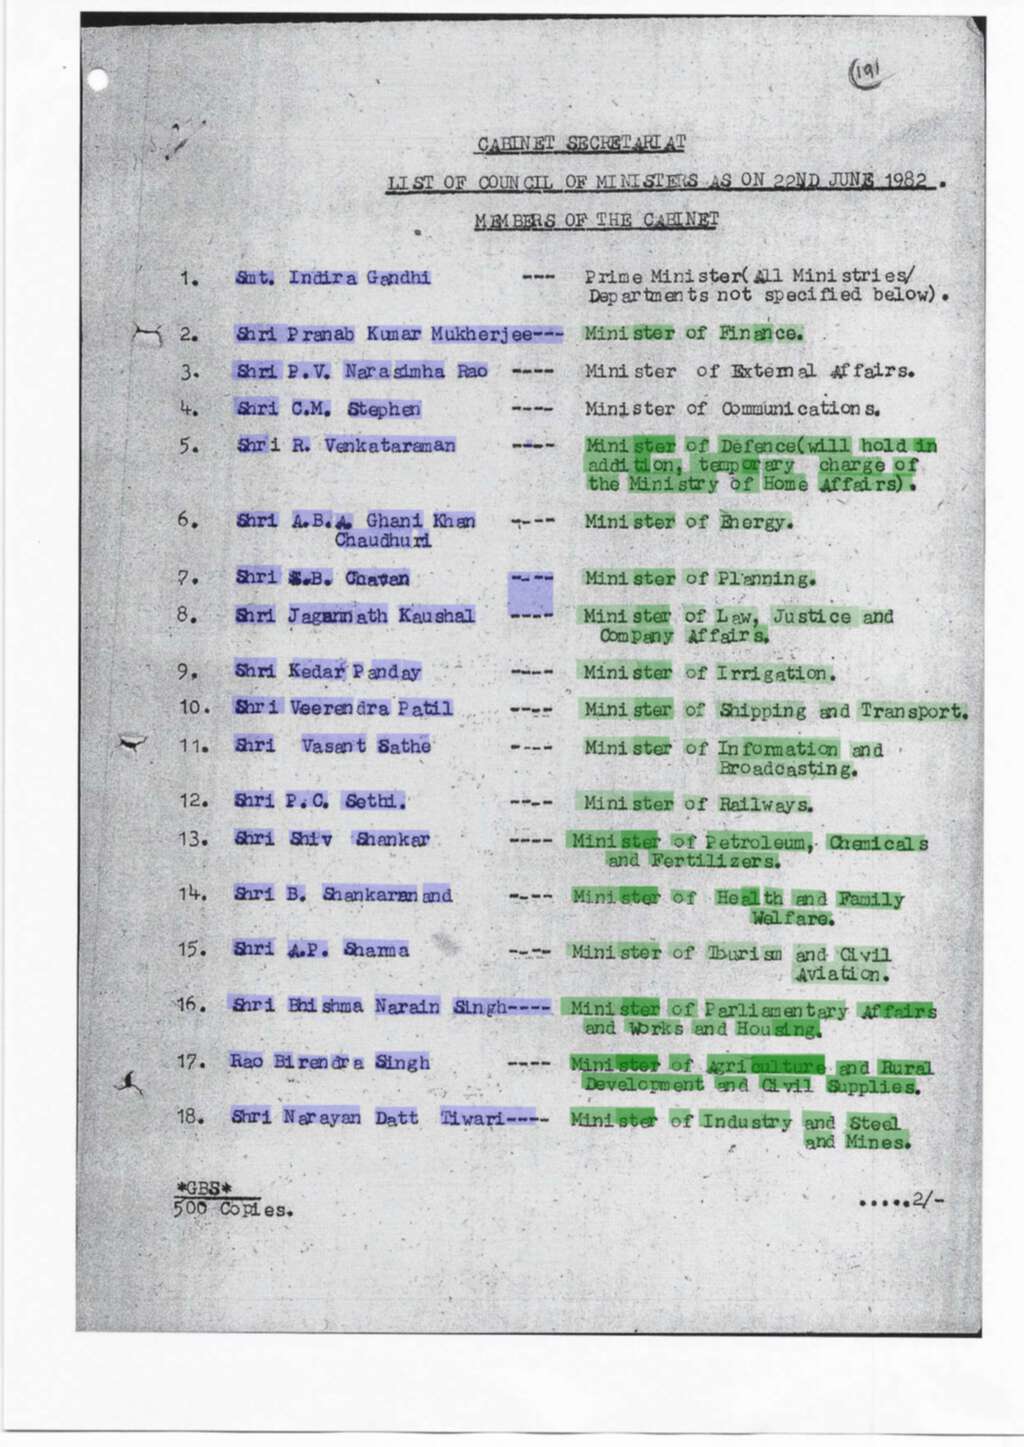 191
CABINET SECRETARIAT
LIST OF COUNCIL OF MINISTERS AS ON 22ND JUNE 1982.
MEMBERS OF THE CABINET
1. Smt. Indira Gandhi --- Prime Minister(All Ministries/
Departments not specified below).
2. Shri Pranab Kumar Mukherjee--- Minister of Finance.
3. Shri P.V. Narasimha Rao ---- Minister of External Affairs.
4. Shri C.M. Stephen ---- Minister of Communications.
5. Shri R. Venkataraman ---- Minister of Defence(will hold in
addition, temporary charge of
the Ministry of Home Affairs).
6. Shri A.B.A. Ghani Khan ---- Minister of Energy.
Chaudhuri
7. Shri S.B. Chavan ---- Minister of Planning.
8. Shri Jagannath Kaushal ---- Minister of Law, Justice and
Company Affairs.
9. Shri Kedar Panday ---- Minister of Irrigation.
10. Shri Veerendra Patil ---- Minister of Shipping and Transport.
11. Shri Vasant Sathe ---- Minister of Information and
Broadcasting.
12. Shri P.C. Sethi. ---- Minister of Railways.
13. Shri Shiv Shankar ---- Minister of Petroleum, Chemicals
and Fertilizers.
14. Shri B. Shankaranand ---- Minister of Health and Family
Welfare.
15. Shri A.P. Sharma ---- Minister of Tourism and Civil
Aviation.
16. Shri Bhishma Narain Singh---- Minister of Parliamentary Affairs
and Works and Housing.
17. Rao Birendra Singh ---- Minister of Agriculture and Rural
Development and Civil Supplies.
18. Shri Narayan Datt Tiwari---- Minister of Industry and Steel
and Mines.
*GBS*
500 Copies.
.....2/-